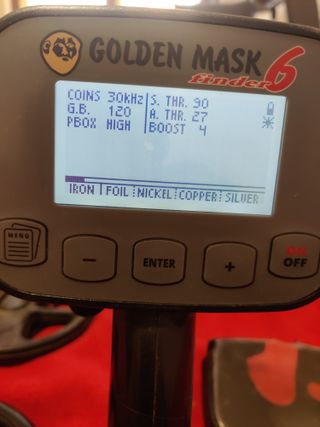 GOLDEN MASK
finder 6
COINS 30kHz S. THR. 90
G.B. 120 A. THR. 27
PBOX HIGH BOOST 4
IRON FOIL NICKEL COPPER SILVER
MENU - ENTER + ON OFF